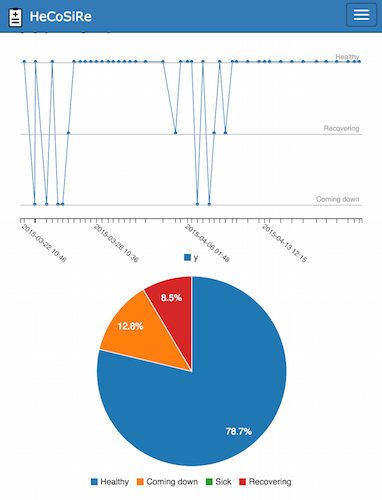 HeCoSiRe
Healthy
Recovering
Coming down
2015-03-22 10:46
2015-03-28 10:36
2015-04-06 01:48
2015-04-13 12:15
y
8.5%
12.8%
78.7%
Healthy Coming down Sick Recovering